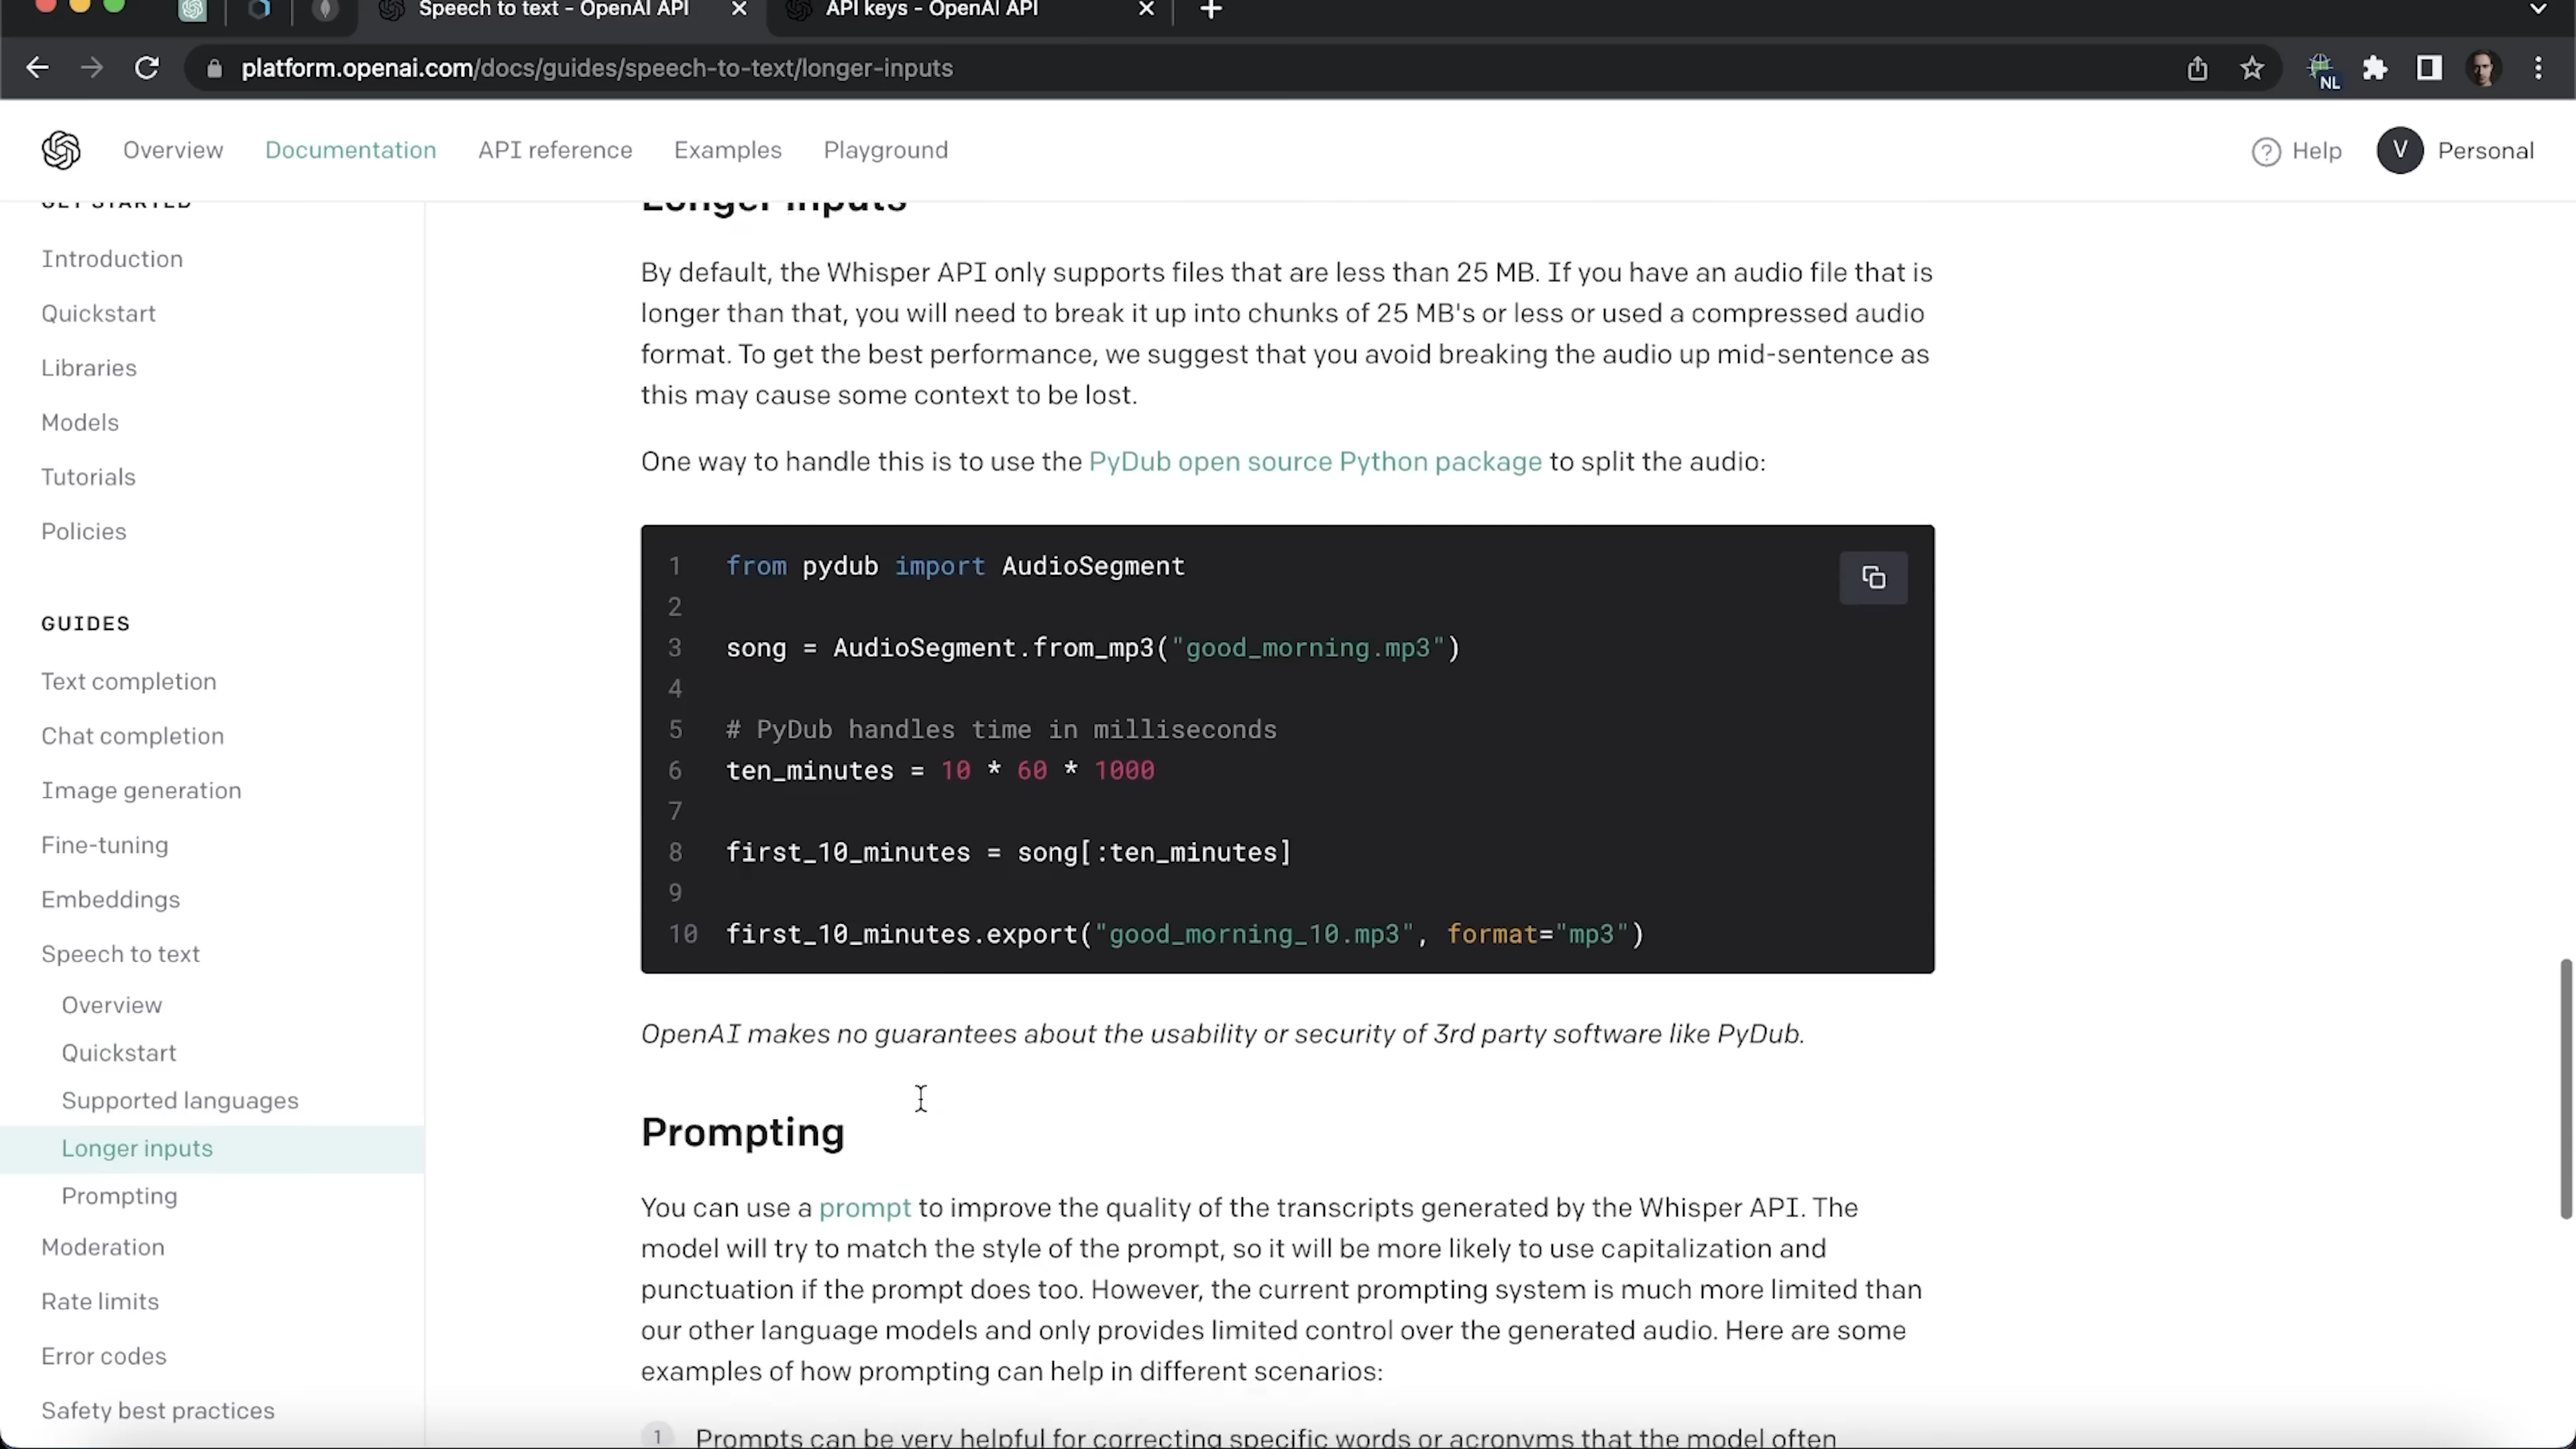 Speech to text - OpenAI API
API keys - OpenAI API
platform.openai.com/docs/guides/speech-to-text/longer-inputs
NL
Overview
Documentation
API reference
Examples
Playground
? Help
V Personal
GET STARTED
Introduction
Quickstart
Libraries
Models
Tutorials
Policies
GUIDES
Text completion
Chat completion
Image generation
Fine-tuning
Embeddings
Speech to text
Overview
Quickstart
Supported languages
Longer inputs
Prompting
Moderation
Rate limits
Error codes
Safety best practices
Longer inputs
By default, the Whisper API only supports files that are less than 25 MB. If you have an audio file that is
longer than that, you will need to break it up into chunks of 25 MB's or less or used a compressed audio
format. To get the best performance, we suggest that you avoid breaking the audio up mid-sentence as
this may cause some context to be lost.
One way to handle this is to use the PyDub open source Python package to split the audio:
1 from pydub import AudioSegment
2
3 song = AudioSegment.from_mp3("good_morning.mp3")
4
5 # PyDub handles time in milliseconds
6 ten_minutes = 10 * 60 * 1000
7
8 first_10_minutes = song[:ten_minutes]
9
10 first_10_minutes.export("good_morning_10.mp3", format="mp3")
OpenAI makes no guarantees about the usability or security of 3rd party software like PyDub.
Prompting
You can use a prompt to improve the quality of the transcripts generated by the Whisper API. The
model will try to match the style of the prompt, so it will be more likely to use capitalization and
punctuation if the prompt does too. However, the current prompting system is much more limited than
our other language models and only provides limited control over the generated audio. Here are some
examples of how prompting can help in different scenarios:
1 Prompts can be very helpful for correcting specific words or acronyms that the model often